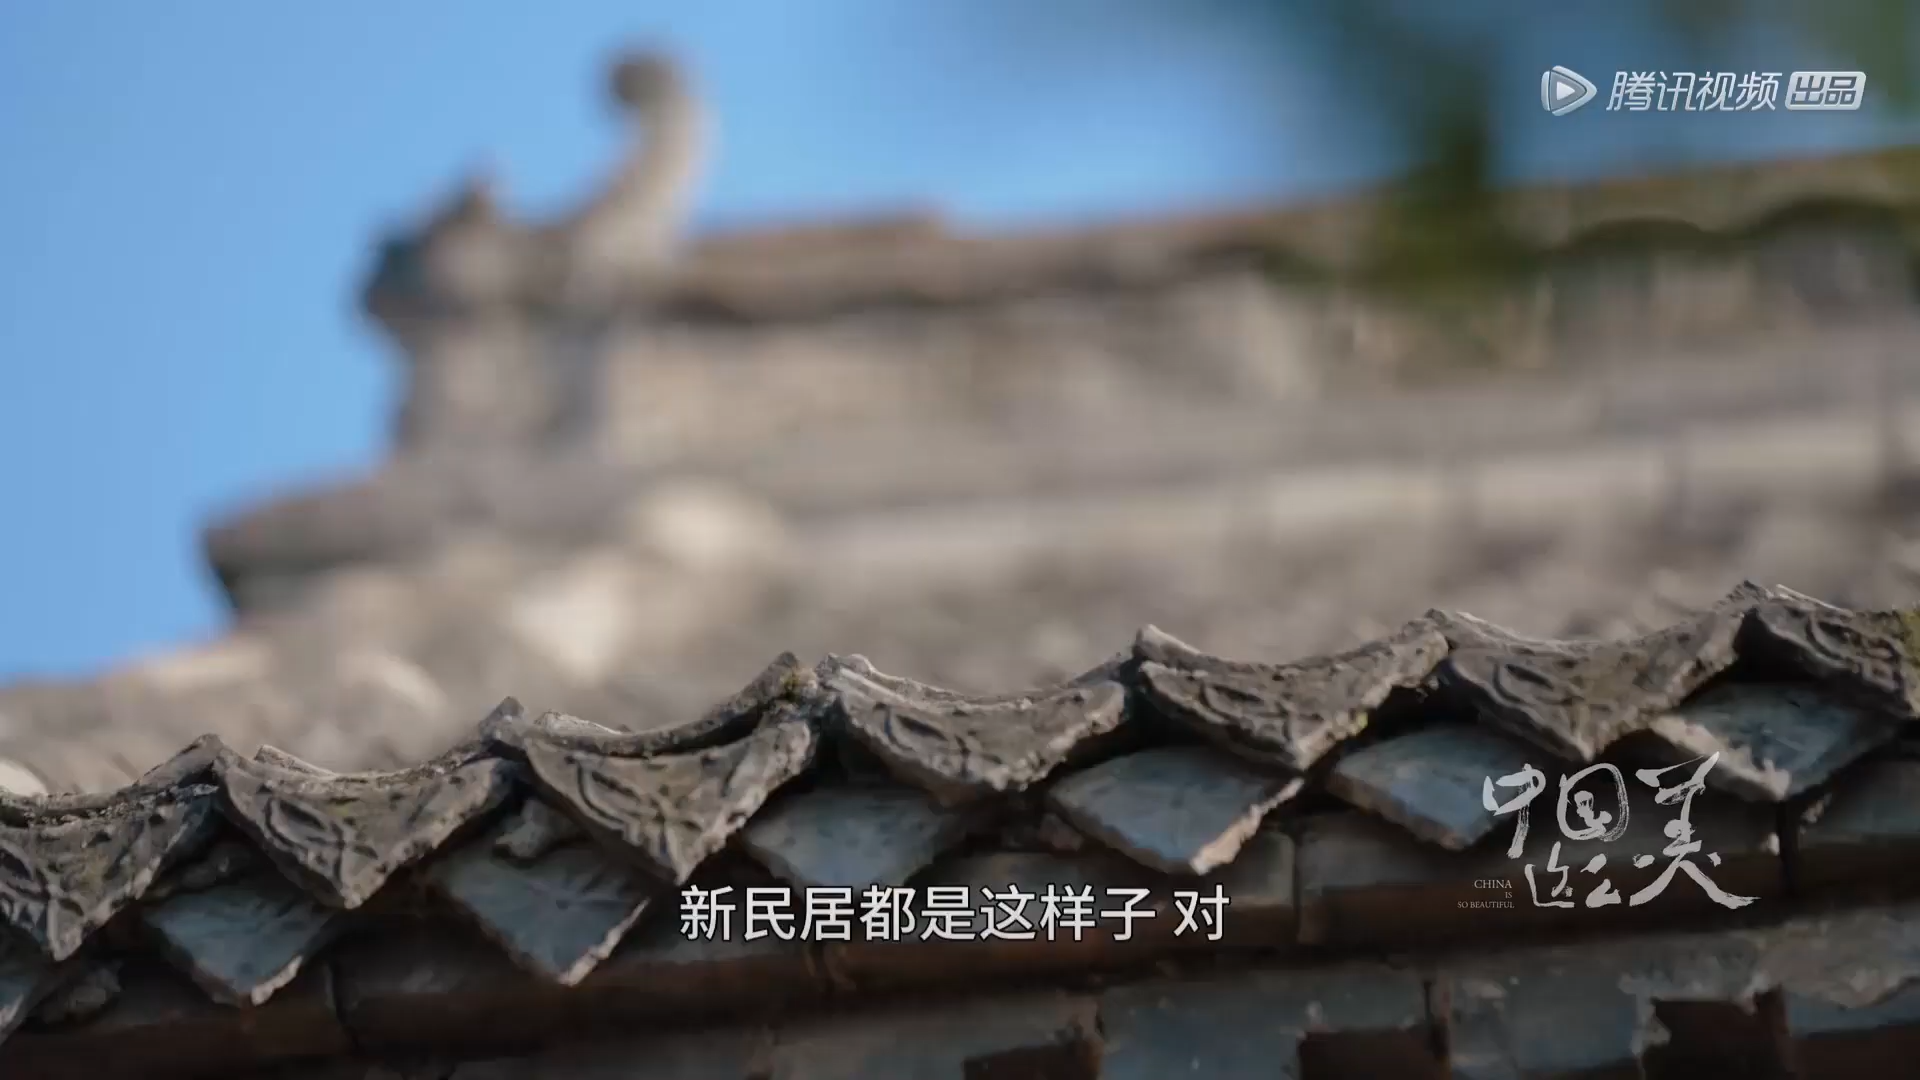 腾讯视频 出品
中国
这么美
CHINA
IS
SO BEAUTIFUL
新民居都是这样子 对